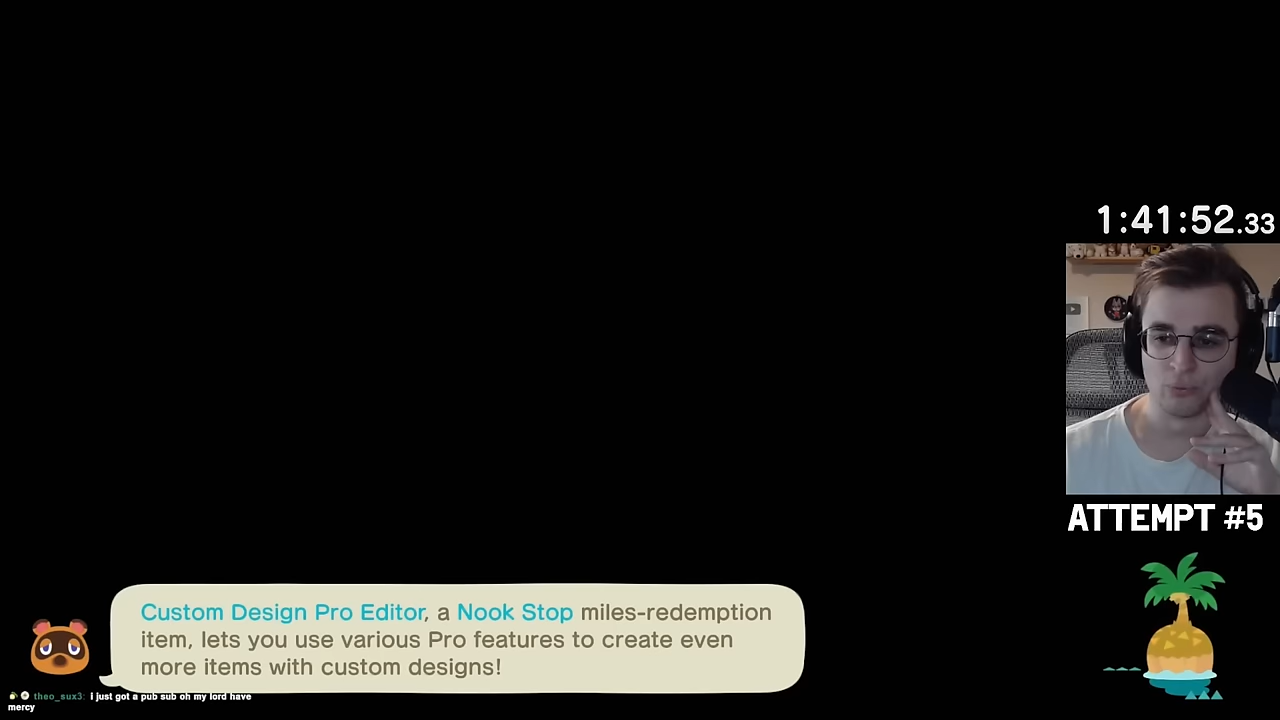 1:41:52.33
ATTEMPT #5
Custom Design Pro Editor, a Nook Stop miles-redemption
item, lets you use various Pro features to create even
more items with custom designs!
theo_sux3: i just got a pub sub oh my lord have
mercy